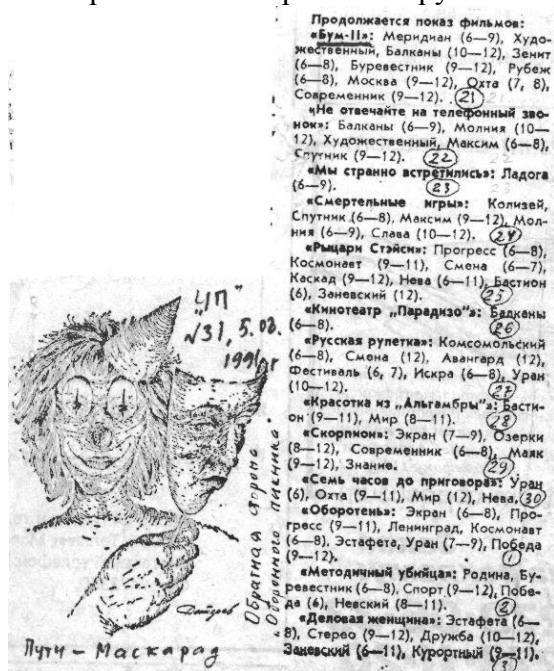 Продолжается показ фильмов:
«Бум-II»: Меридиан (6—9), Худо-
жественный, Балканы (10—12), Зенит
(6—8), Буревестник (9—12), Рубеж
(6—8), Москва (9—12), Охта (7, 8),
Современник (9—12). 21
«Не отвечайте на телефонный зво-
нок»: Балканы (6—9), Молния (10—
12), Художественный, Максим (6—8),
Спутник (9—12). 22
«Мы странно встретились»: Ладога
(6—9). 23
«Смертельные игры»: Колизей,
Спутник (6—8), Максим (9—12), Мол-
ния (6—9), Слава (10—12). 24
«Рыцари Стэйси»: Прогресс (6—8),
Космонавт (9—11), Смена (6—7),
Каскад (9—12), Нева (6—11), Бастион
(6), Заневский (12). 25
«Кинотеатр „Парадизо"»: Балканы
(6—8). 26
«Русская рулетка»: Комсомольский
(6—8), Смена (12), Авангард (12),
Фестиваль (6, 7), Искра (6—8), Уран
(10—12). 27
«Красотка из „Альгамбры"»: Басти-
он (9—11), Мир (8—11). 28
«Скорпион»: Экран (7—9), Озерки
(8—12), Современник (6—8), Маяк
(9—12), Знание. 29
«Семь часов до приговора»: Уран
(6), Охта (9—11), Мир (12), Нева. 30
«Оборотень»: Экран (6—8), Про-
гресс (9—11), Ленинград, Космонавт
(6—8), Эстафета, Уран (7—9), Победа
(9—12). 1
«Методичный убийца»: Родина, Бу-
ревестник (6—8), Спорт (9—12), Побе-
да (6), Невский (8—11). 2
«Деловая женщина»: Эстафета (6—
8), Стерео (9—12), Дружба (10—12),
Заневский (6—11), Курортный (9—11).
3
"ЧП"
№31, 5.02.
1991г
Обратная сторона
Оборенного пикника.
Пути – Маскарад